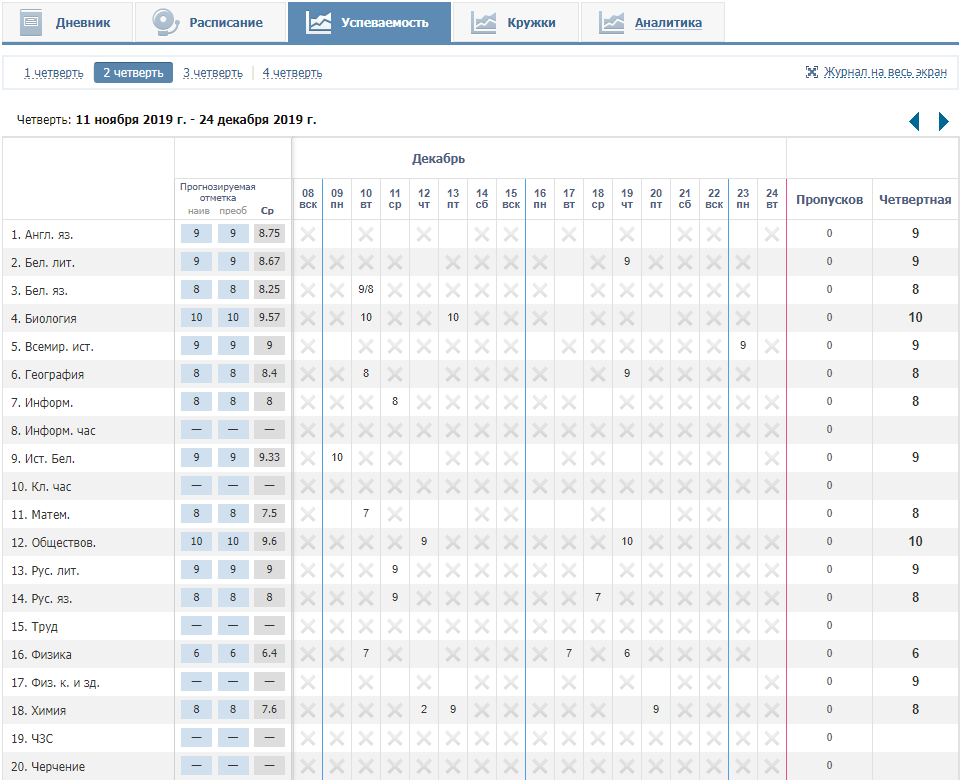 Дневник Расписание Успеваемость Кружки Аналитика
1 четверть 2 четверть 3 четверть 4 четверть Журнал на весь экран
Четверть: 11 ноября 2019 г. - 24 декабря 2019 г.
Декабрь
Прогнозируемая отметка
наив преоб Ср
08 вск 09 пн 10 вт 11 ср 12 чт 13 пт 14 сб 15 вск 16 пн 17 вт 18 ср 19 чт 20 пт 21 сб 22 вск 23 пн 24 вт Пропусков Четвертная
1. Англ. яз. 9 9 8.75 0 9
2. Бел. лит. 9 9 8.67 9 0 9
3. Бел. яз. 8 8 8.25 9/8 0 8
4. Биология 10 10 9.57 10 10 0 10
5. Всемир. ист. 9 9 9 9 0 9
6. География 8 8 8.4 8 9 0 8
7. Информ. 8 8 8 8 0 8
8. Информ. час — — — 0
9. Ист. Бел. 9 9 9.33 10 0 9
10. Кл. час — — — 0
11. Матем. 8 8 7.5 7 0 8
12. Обществов. 10 10 9.6 9 10 0 10
13. Рус. лит. 9 9 9 9 0 9
14. Рус. яз. 8 8 8 9 7 0 8
15. Труд — — — 0
16. Физика 6 6 6.4 7 7 6 0 6
17. Физ. к. и зд. — — — 0 9
18. Химия 8 8 7.6 2 9 9 0 8
19. ЧЗС — — — 0
20. Черчение — — — 0